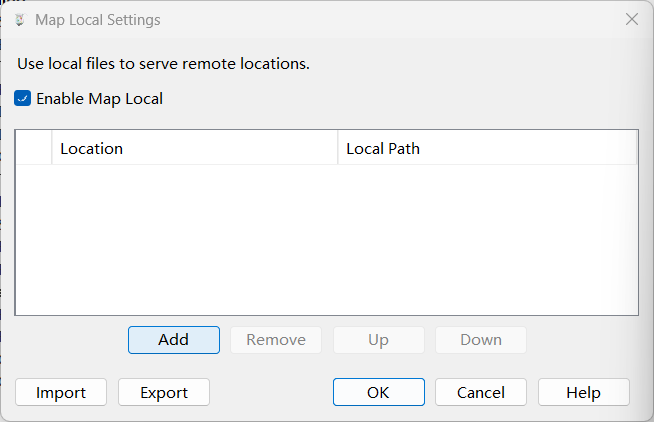 Map Local Settings
Use local files to serve remote locations.
Enable Map Local
Location Local Path
Add Remove Up Down
Import Export OK Cancel Help